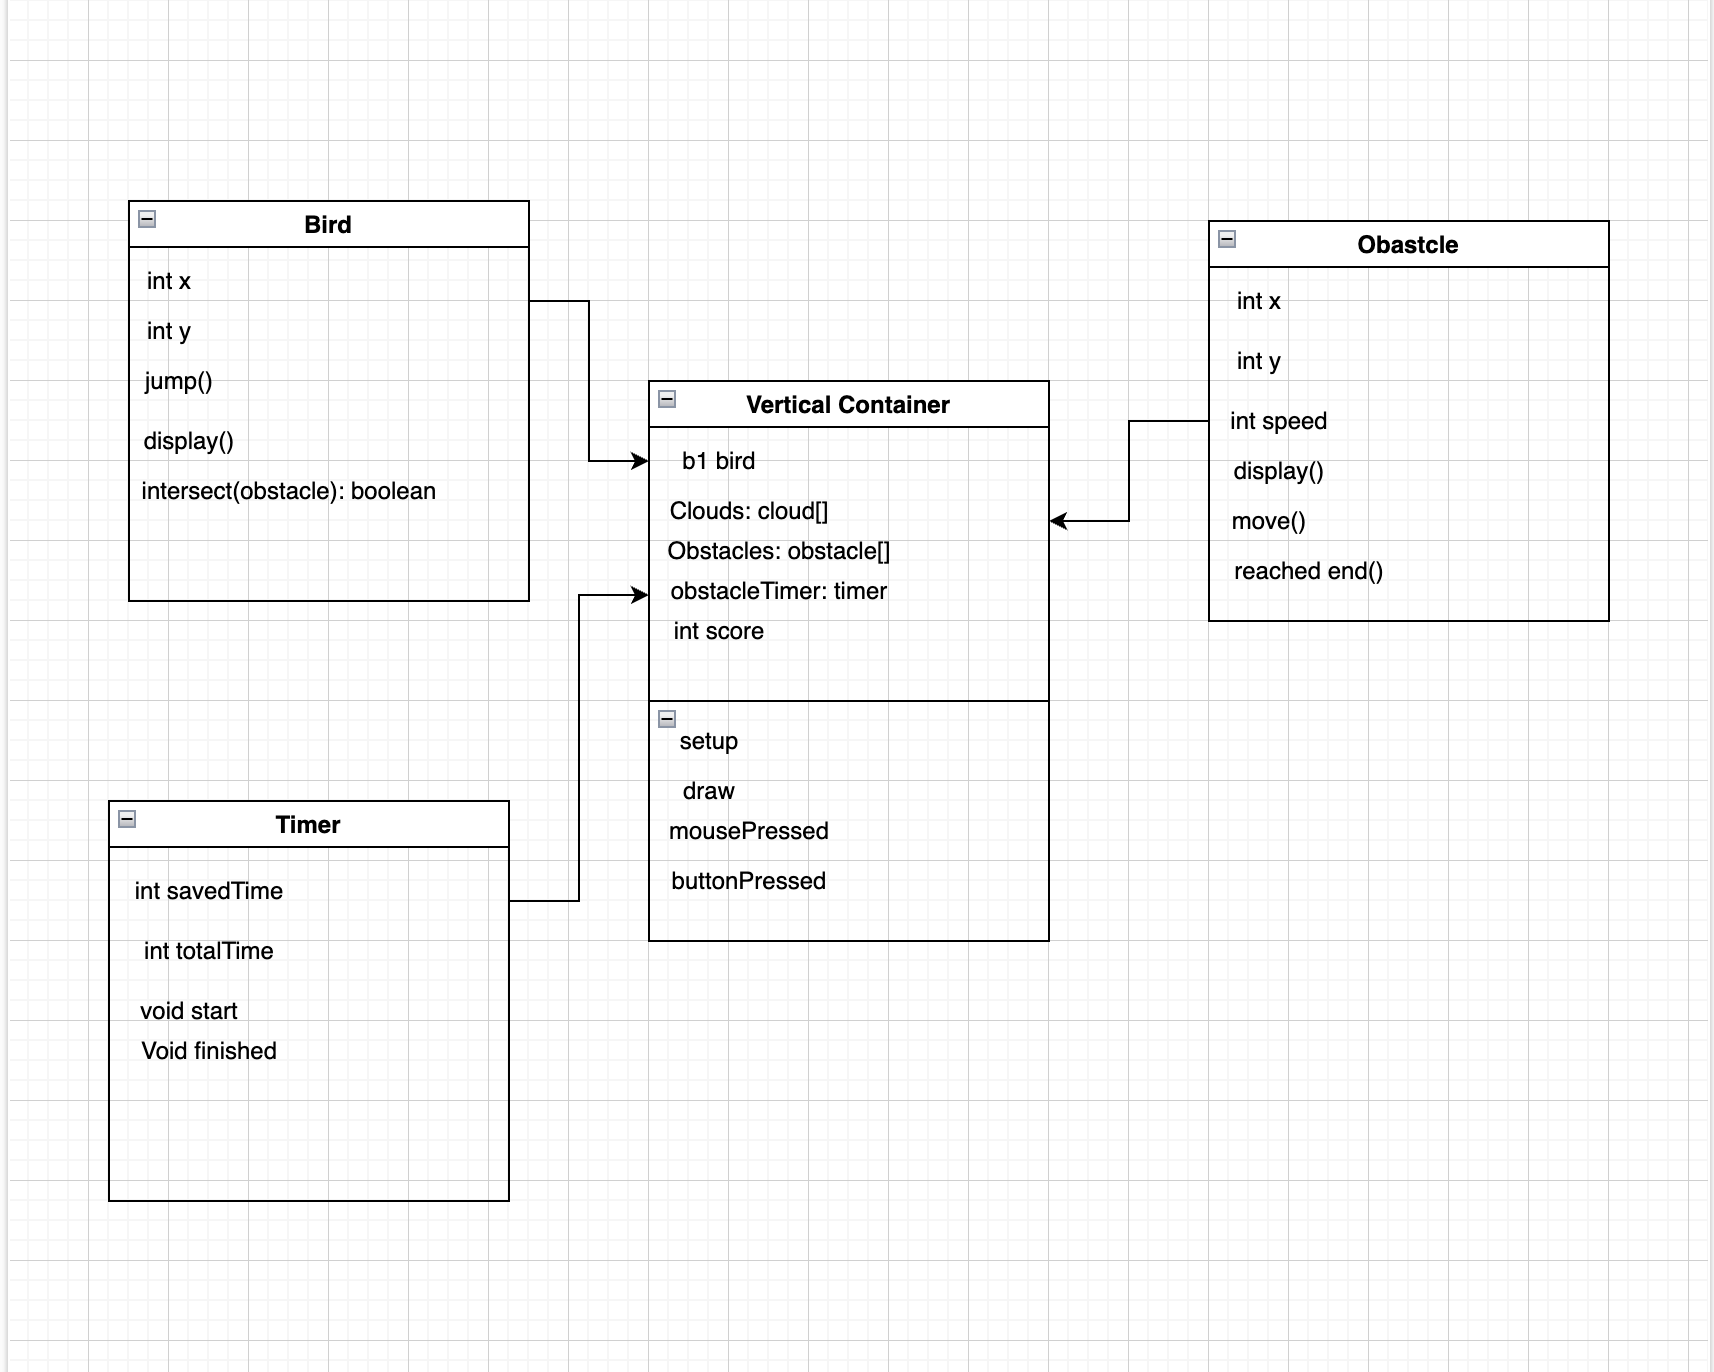 Bird
int x
int y
jump()
display()
intersect(obstacle): boolean
Obastcle
int x
int y
int speed
display()
move()
reached end()
Vertical Container
b1 bird
Clouds: cloud[]
Obstacles: obstacle[]
obstacleTimer: timer
int score
setup
draw
mousePressed
buttonPressed
Timer
int savedTime
int totalTime
void start
Void finished